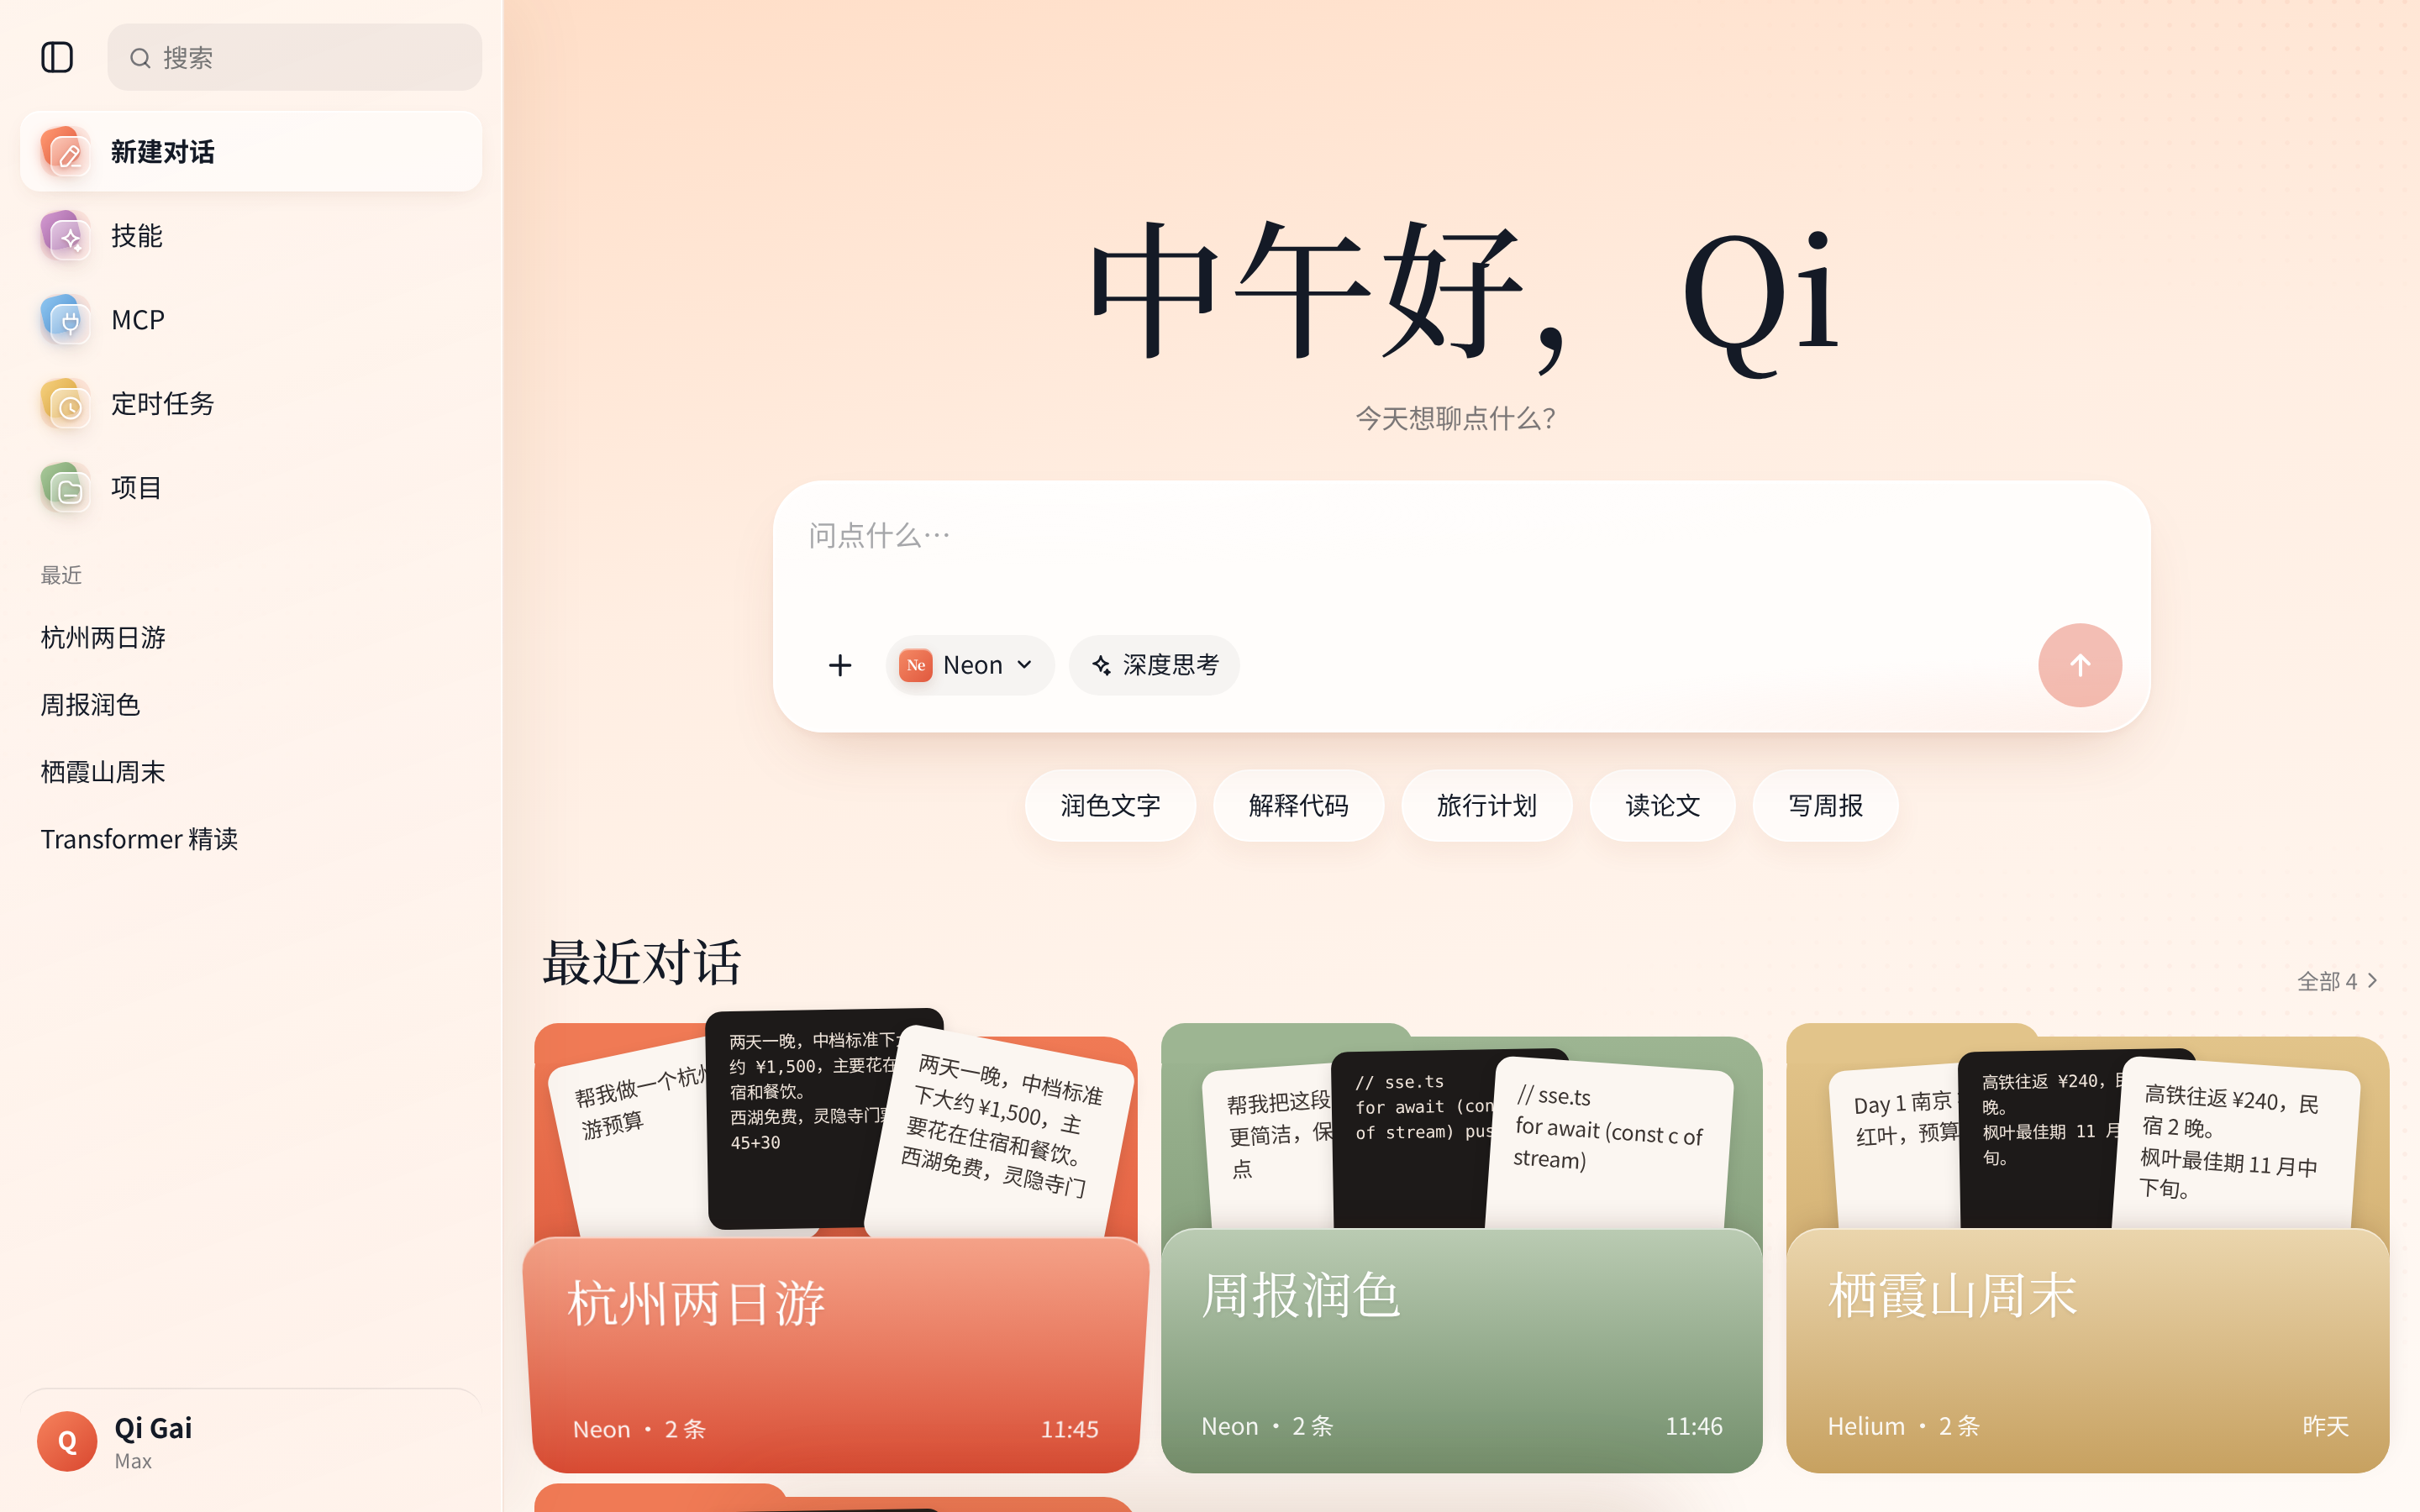 搜索
新建对话
技能
MCP
定时任务
项目
最近
杭州两日游
周报润色
栖霞山周末
Transformer 精读
Q
Qi Gai
Max
中午好， Qi
今天想聊点什么？
问点什么…
Ne
Neon
深度思考
润色文字
解释代码
旅行计划
读论文
写周报
最近对话
全部 4
帮我做一个杭州
游预算
两天一晚，中档标准下
约 ¥1,500，主要花在
宿和餐饮。
西湖免费，灵隐寺门
45+30
两天一晚，中档标准
下大约 ¥1,500，主
要花在住宿和餐饮。
西湖免费，灵隐寺门
杭州两日游
Neon · 2 条
11:45
帮我把这段
更简洁，保
点
// sse.ts
for await (con
of stream) pus
// sse.ts
for await (const c of
stream)
周报润色
Neon · 2 条
11:46
Day 1 南京
红叶，预算
高铁往返 ¥240，
晚。
枫叶最佳期 11 月
旬。
高铁往返 ¥240，民
宿 2 晚。
枫叶最佳期 11 月中
下旬。
栖霞山周末
Helium · 2 条
昨天